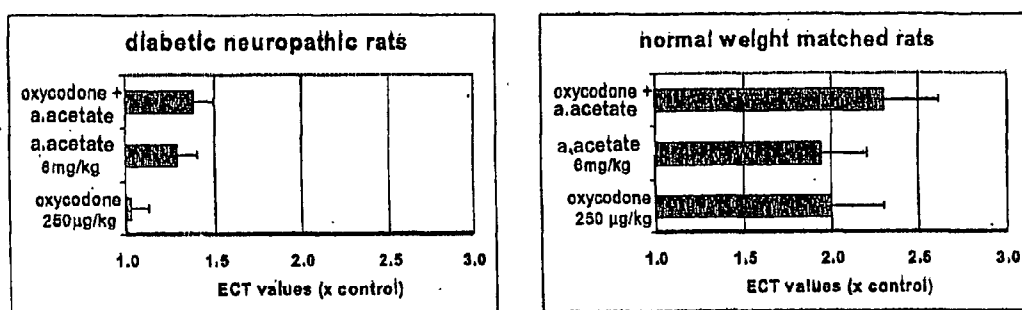 diabetic neuropathic rats
oxycodone +
a.acetate
a.acetate
6mg/kg
oxycodone
250µg/kg
1.0 1.5 2.0 2.5 3.0
ECT values (x control)
normal weight matched rats
oxycodone +
a.acetate
a.acetate
6mg/kg
oxycodone
250 µg/kg
1.0 1.5 2.0 2.5 3.0
ECT values (x control)